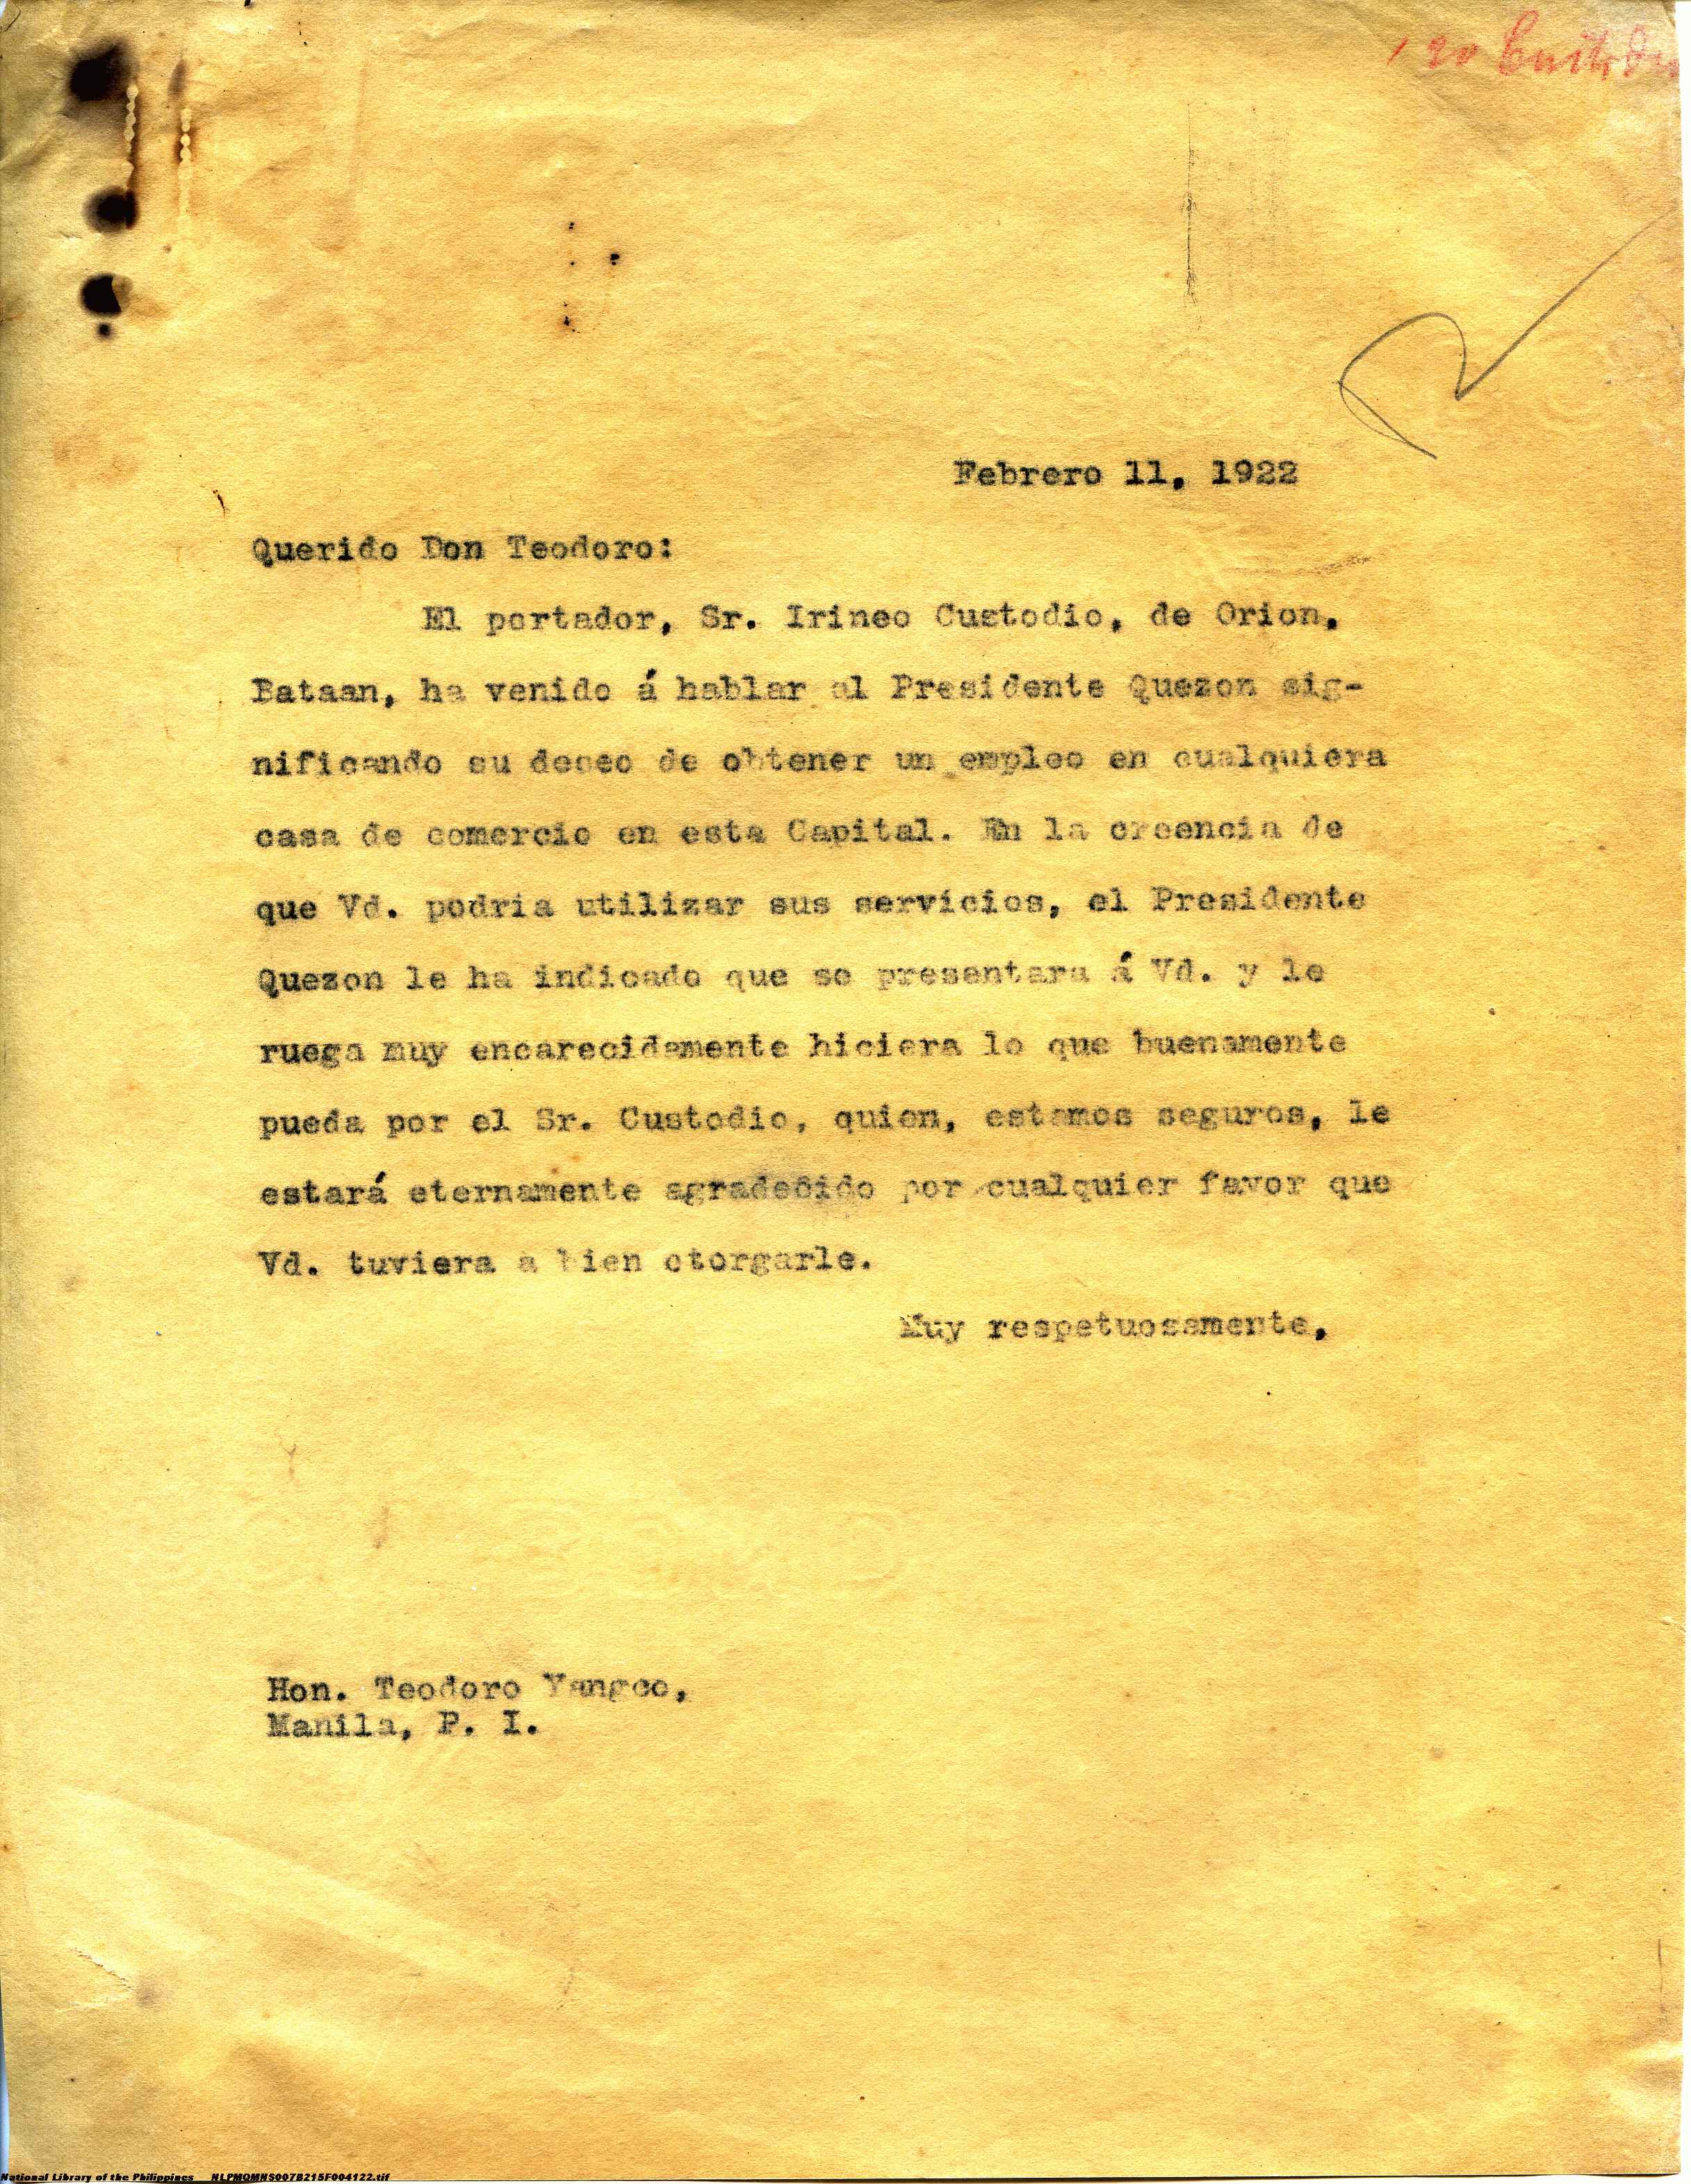 Febrero 11, 1922
Querido Don Teodoro:
El portador, Sr. Irineo Custodio, de Orion,
Bataan, ha venido á hablar al Presidente Quezon sig-
nificando su deseo de obtener un empleo en cualquiera
casa de comercio en esta Capital. En la creencia de
que Vd. podria utilizar sus servicios, el Presidente
Quezon le ha indicado que se presentara á Vd. y le
ruega muy encarecidamente hiciera lo que buenamente
pueda por el Sr. Custodio, quien, estamos seguros, le
estará eternamente agradecido por cualquier favor que
Vd. tuviera a bien otorgarle.
Muy respetuosamente,
Hon. Teodoro Yangco,
Manila, P. I.
National Library of the Philippines NLPMQMNS007B215F004122.tif